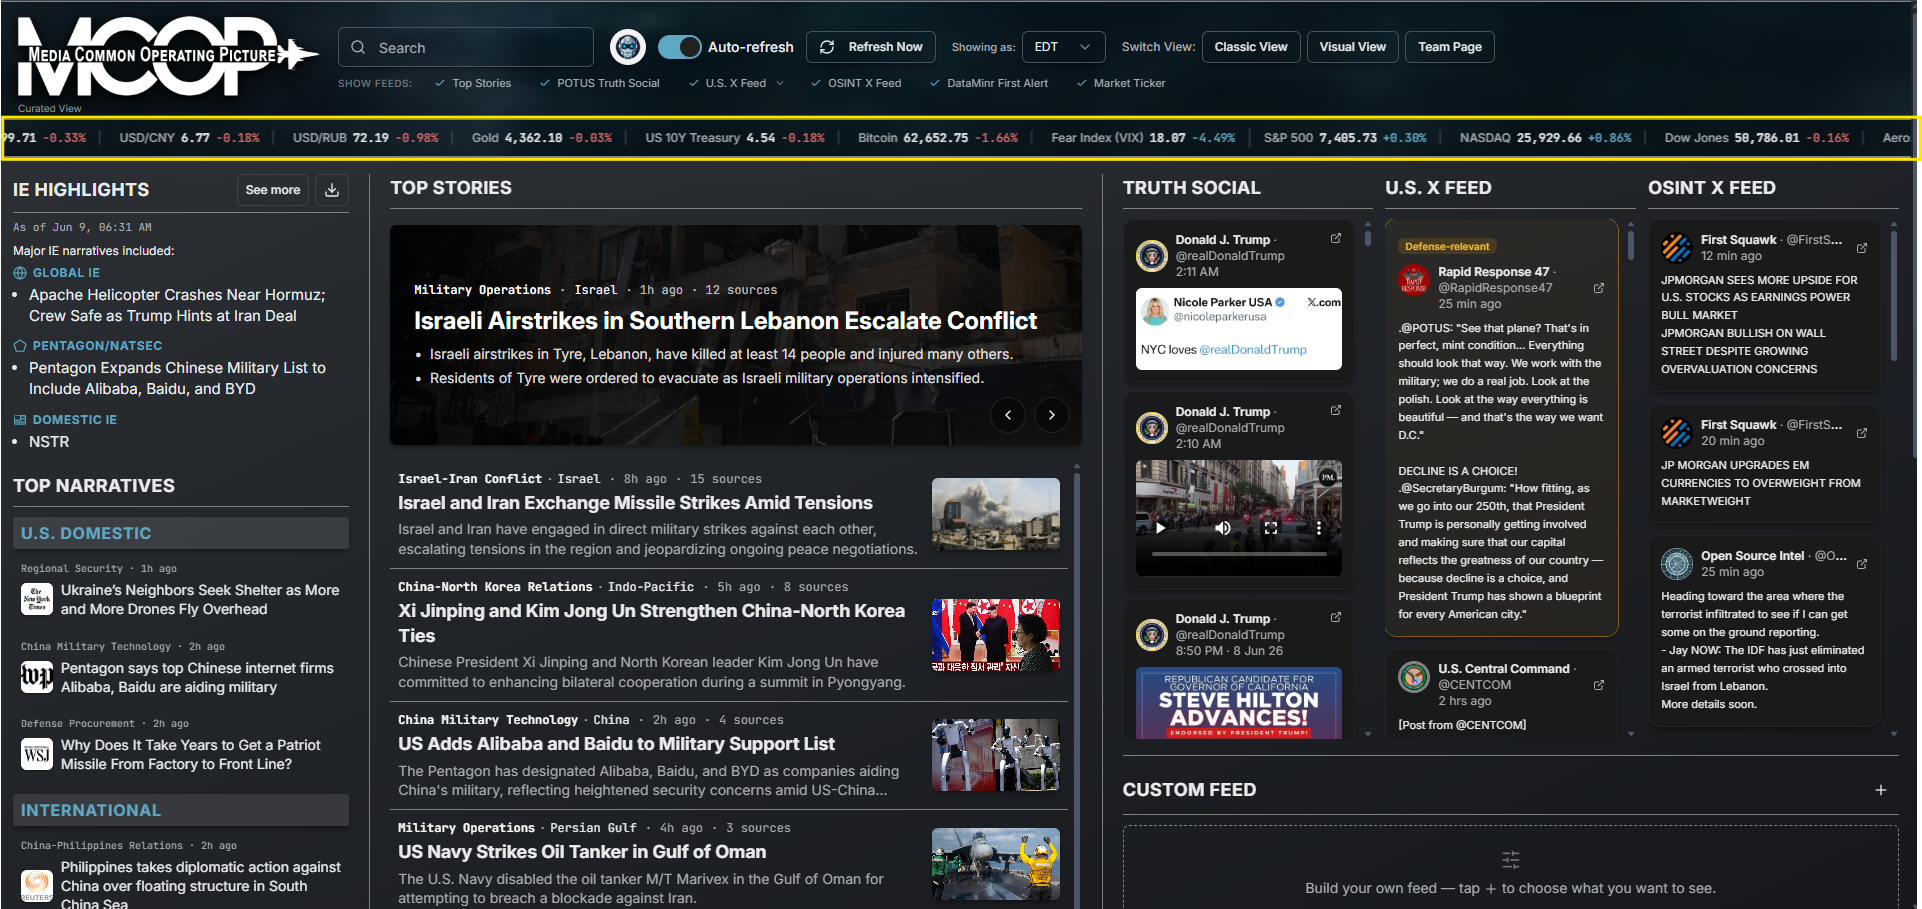 MCOP
MEDIA COMMON OPERATING PICTURE
Curated View
Search
Auto-refresh
Refresh Now
Showing as:
EDT
Switch View:
Classic View
Visual View
Team Page
SHOW FEEDS:
Top Stories
POTUS Truth Social
U.S. X Feed
OSINT X Feed
DataMinr First Alert
Market Ticker
99.71 -0.33% | USD/CNY 6.77 -0.18% | USD/RUB 72.19 -0.98% | Gold 4,362.10 -0.03% | US 10Y Treasury 4.54 -0.18% | Bitcoin 62,652.75 -1.66% | Fear Index (VIX) 18.07 -4.49% | S&P 500 7,405.73 +0.30% | NASDAQ 25,929.66 +0.86% | Dow Jones 50,786.01 -0.16% | Aero
IE HIGHLIGHTS
See more
As of Jun 9, 06:31 AM
Major IE narratives included:
GLOBAL IE
• Apache Helicopter Crashes Near Hormuz;
Crew Safe as Trump Hints at Iran Deal
PENTAGON/NATSEC
• Pentagon Expands Chinese Military List to
Include Alibaba, Baidu, and BYD
DOMESTIC IE
• NSTR
TOP NARRATIVES
U.S. DOMESTIC
Regional Security · 1h ago
The New York Times
Ukraine's Neighbors Seek Shelter as More
and More Drones Fly Overhead
China Military Technology · 2h ago
wp
Pentagon says top Chinese internet firms
Alibaba, Baidu are aiding military
Defense Procurement · 2h ago
WSJ
Why Does It Take Years to Get a Patriot
Missile From Factory to Front Line?
INTERNATIONAL
China-Philippines Relations · 2h ago
REUTERS
Philippines takes diplomatic action against
China over floating structure in South
China Sea
TOP STORIES
Military Operations · Israel · 1h ago · 12 sources
Israeli Airstrikes in Southern Lebanon Escalate Conflict
• Israeli airstrikes in Tyre, Lebanon, have killed at least 14 people and injured many others.
• Residents of Tyre were ordered to evacuate as Israeli military operations intensified.
Israel-Iran Conflict · Israel · 8h ago · 15 sources
Israel and Iran Exchange Missile Strikes Amid Tensions
Israel and Iran have engaged in direct military strikes against each other,
escalating tensions in the region and jeopardizing ongoing peace negotiations.
China-North Korea Relations · Indo-Pacific · 5h ago · 8 sources
Xi Jinping and Kim Jong Un Strengthen China-North Korea
Ties
Chinese President Xi Jinping and North Korean leader Kim Jong Un have
committed to enhancing bilateral cooperation during a summit in Pyongyang.
China Military Technology · China · 2h ago · 4 sources
US Adds Alibaba and Baidu to Military Support List
The Pentagon has designated Alibaba, Baidu, and BYD as companies aiding
China's military, reflecting heightened security concerns amid US-China...
Military Operations · Persian Gulf · 4h ago · 3 sources
US Navy Strikes Oil Tanker in Gulf of Oman
The U.S. Navy disabled the oil tanker M/T Marivex in the Gulf of Oman for
attempting to breach a blockade against Iran.
TRUTH SOCIAL
Donald J. Trump ·
@realDonaldTrump
2:11 AM
Nicole Parker USA
X.com
@nicoleparkerusa
NYC loves @realDonaldTrump
Donald J. Trump ·
@realDonaldTrump
2:10 AM
PM.
Donald J. Trump ·
@realDonaldTrump
8:50 PM · 8 Jun 26
REPUBLICAN CANDIDATE FOR
GOVERNOR OF CALIFORNIA
STEVE HILTON
ADVANCES!
ENDORSED BY PRESIDENT TRUMP!
U.S. X FEED
Defense-relevant
Rapid Response 47 ·
@RapidResponse47
25 min ago
.@POTUS: "See that plane? That's in
perfect, mint condition... Everything
should look that way. We work with the
military; we do a real job. Look at the
polish. Look at the way everything is
beautiful — and that's the way we want
D.C."
DECLINE IS A CHOICE!
.@SecretaryBurgum: "How fitting, as
we go into our 250th, that President
Trump is personally getting involved
and making sure that our capital
reflects the greatness of our country —
because decline is a choice, and
President Trump has shown a blueprint
for every American city."
U.S. Central Command ·
@CENTCOM
2 hrs ago
[Post from @CENTCOM]
OSINT X FEED
First Squawk · @FirstS...
12 min ago
JPMORGAN SEES MORE UPSIDE FOR
U.S. STOCKS AS EARNINGS POWER
BULL MARKET
JPMORGAN BULLISH ON WALL
STREET DESPITE GROWING
OVERVALUATION CONCERNS
First Squawk · @FirstS...
20 min ago
JP MORGAN UPGRADES EM
CURRENCIES TO OVERWEIGHT FROM
MARKETWEIGHT
Open Source Intel · @O...
25 min ago
Heading toward the area where the
terrorist infiltrated to see if I can get
some on the ground reporting.
- Jay NOW: The IDF has just eliminated
an armed terrorist who crossed into
Israel from Lebanon.
More details soon.
CUSTOM FEED
+
Build your own feed — tap + to choose what you want to see.